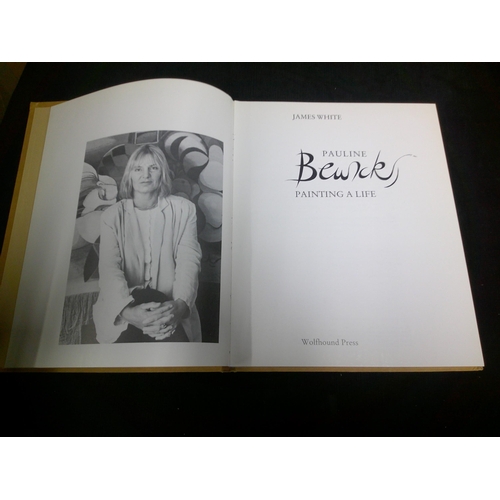 JAMES WHITE
PAULINE
Bewick
PAINTING A LIFE
Wolfhound Press